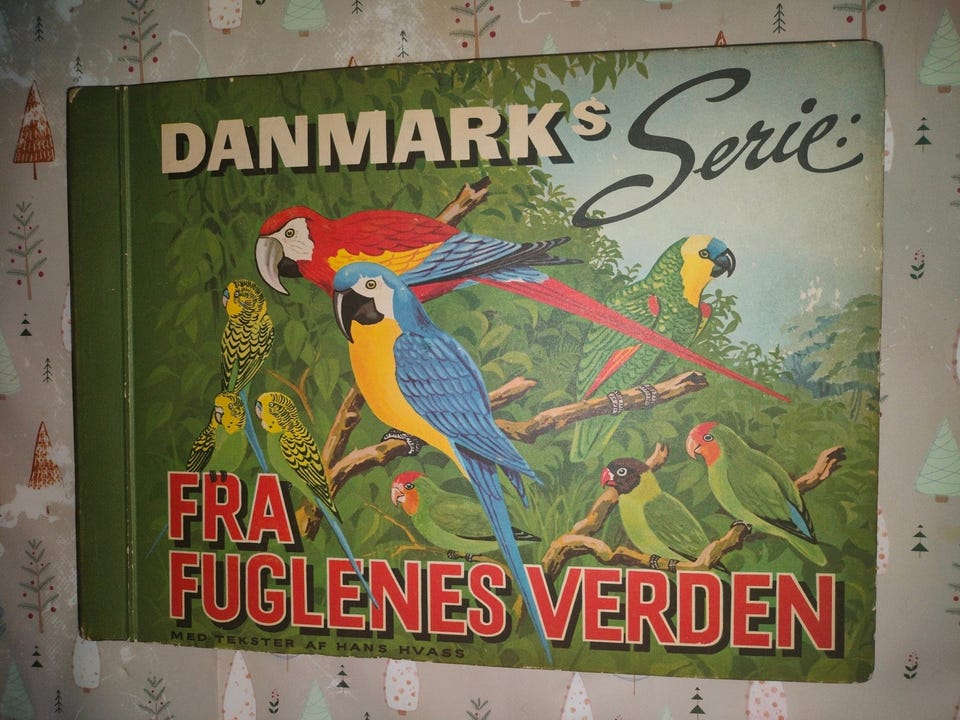 DANMARKs Serie:
FRA
FUGLENES VERDEN
MED TEKSTER AF HANS HVASS